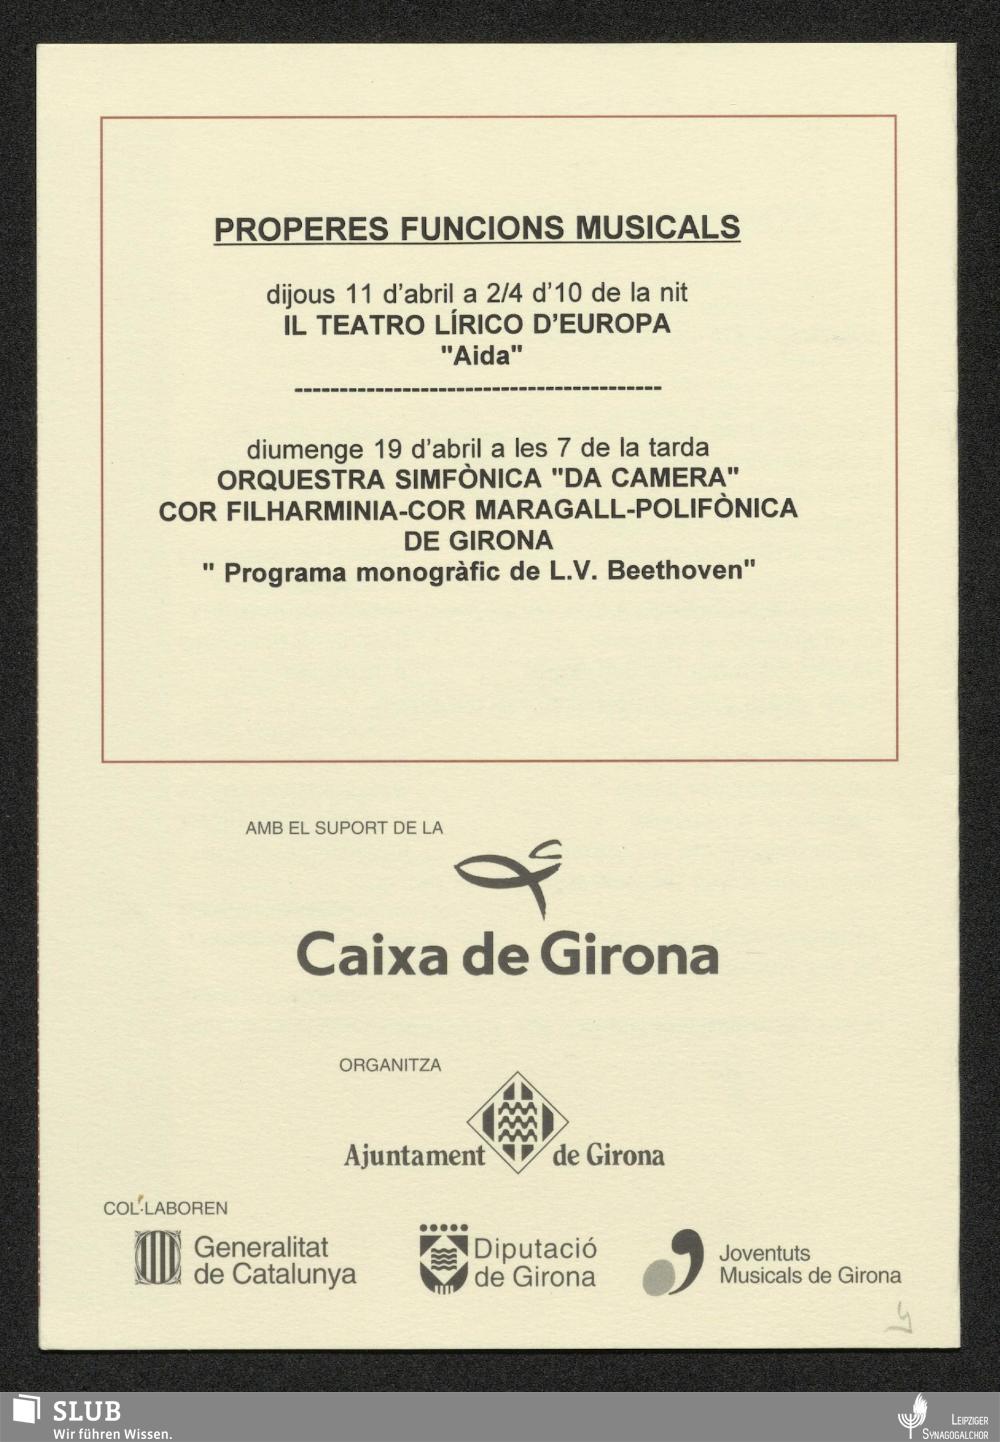 PROPERES FUNCIONS MUSICALS
dijous 11 d'abril a 2/4 d'10 de la nit
IL TEATRO LÍRICO D'EUROPA
"Aida"
-----------------------------------------
diumenge 19 d'abril a les 7 de la tarda
ORQUESTRA SIMFÒNICA "DA CAMERA"
COR FILHARMINIA-COR MARAGALL-POLIFÒNICA
DE GIRONA
" Programa monogràfic de L.V. Beethoven"
AMB EL SUPORT DE LA
Caixa de Girona
ORGANITZA
Ajuntament de Girona
COL·LABOREN
Generalitat
de Catalunya
Diputació
de Girona
Joventuts
Musicals de Girona
SLUB
Wir führen Wissen.
LEIPZIGER
SYNAGOGALCHOR